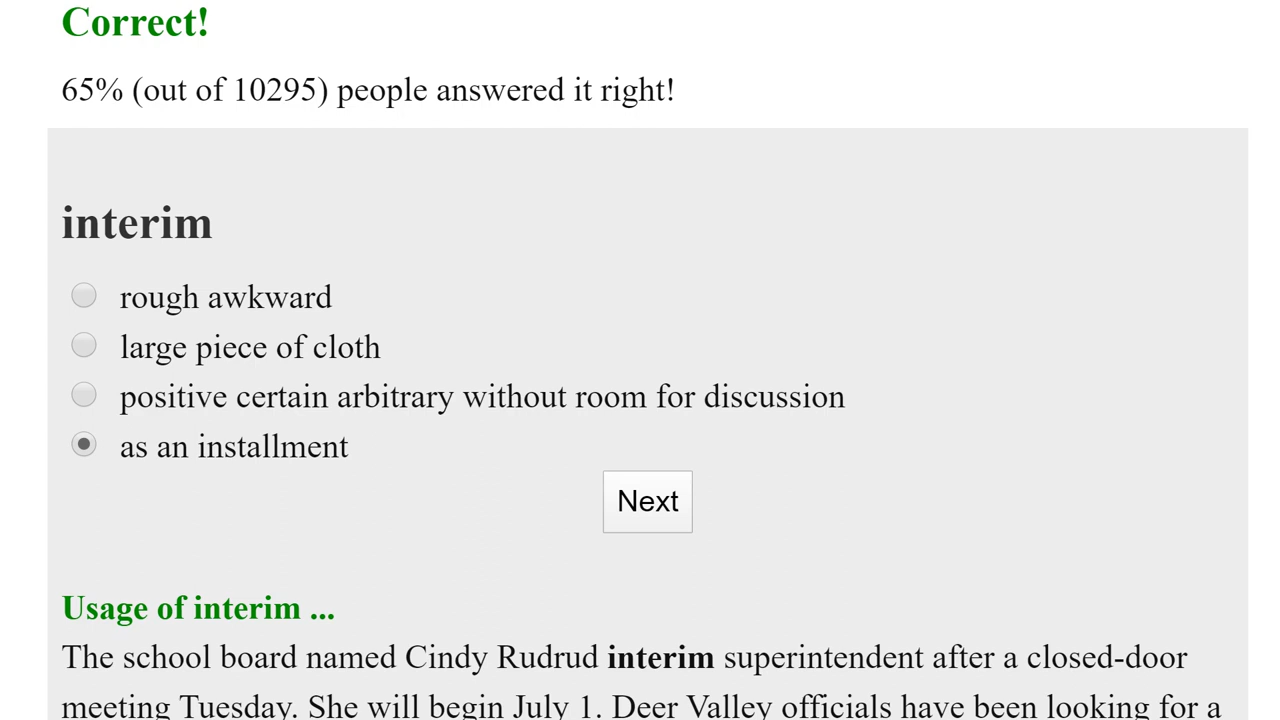 Correct!
65% (out of 10295) people answered it right!
interim
rough awkward
large piece of cloth
positive certain arbitrary without room for discussion
as an installment
Next
Usage of interim ...
The school board named Cindy Rudrud interim superintendent after a closed-door
meeting Tuesday. She will begin July 1. Deer Valley officials have been looking for a